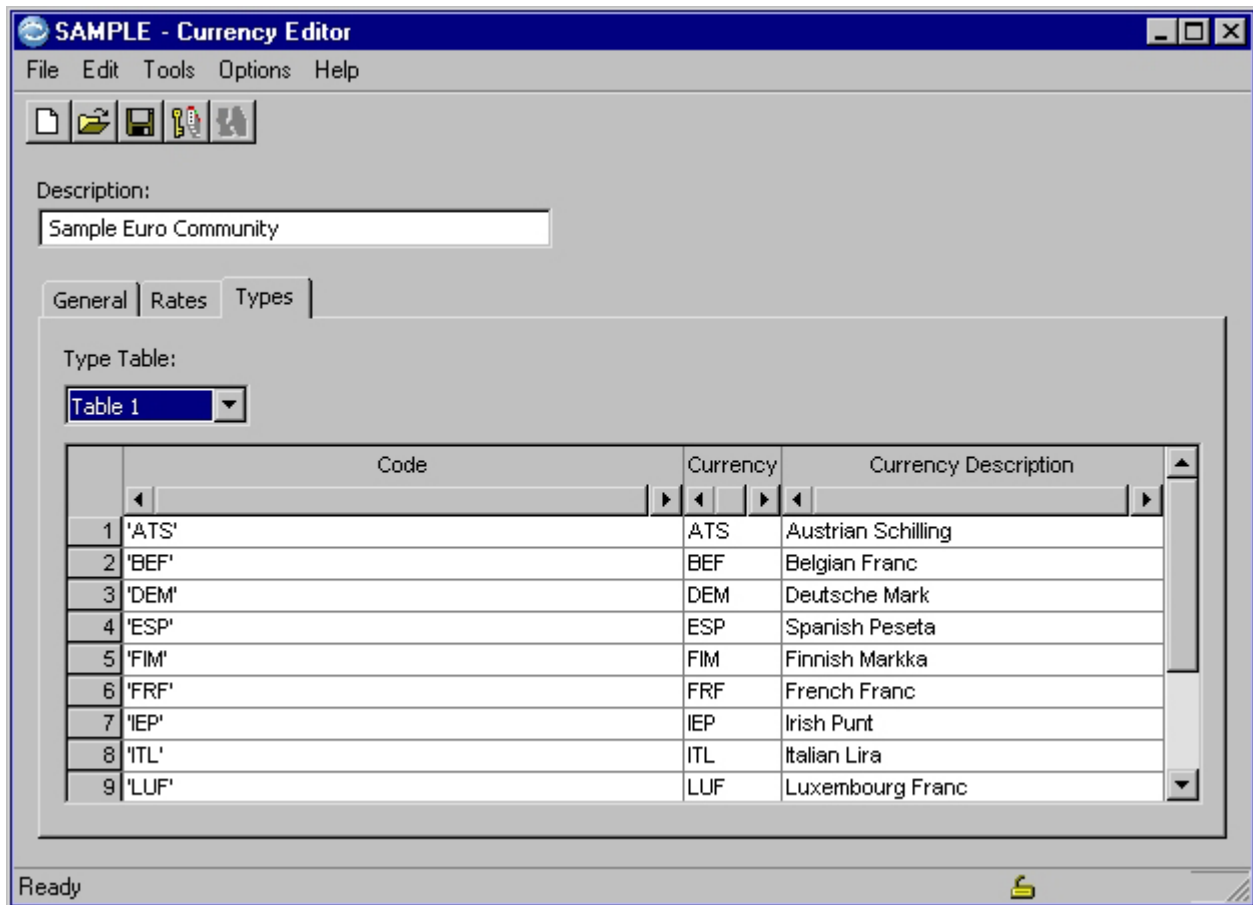 SAMPLE - Currency Editor
File Edit Tools Options Help
Description:
Sample Euro Community
General Rates Types
Type Table:
Table 1
Code Currency Currency Description
1 'ATS' ATS Austrian Schilling
2 'BEF' BEF Belgian Franc
3 'DEM' DEM Deutsche Mark
4 'ESP' ESP Spanish Peseta
5 'FIM' FIM Finnish Markka
6 'FRF' FRF French Franc
7 'IEP' IEP Irish Punt
8 'ITL' ITL Italian Lira
9 'LUF' LUF Luxembourg Franc
Ready